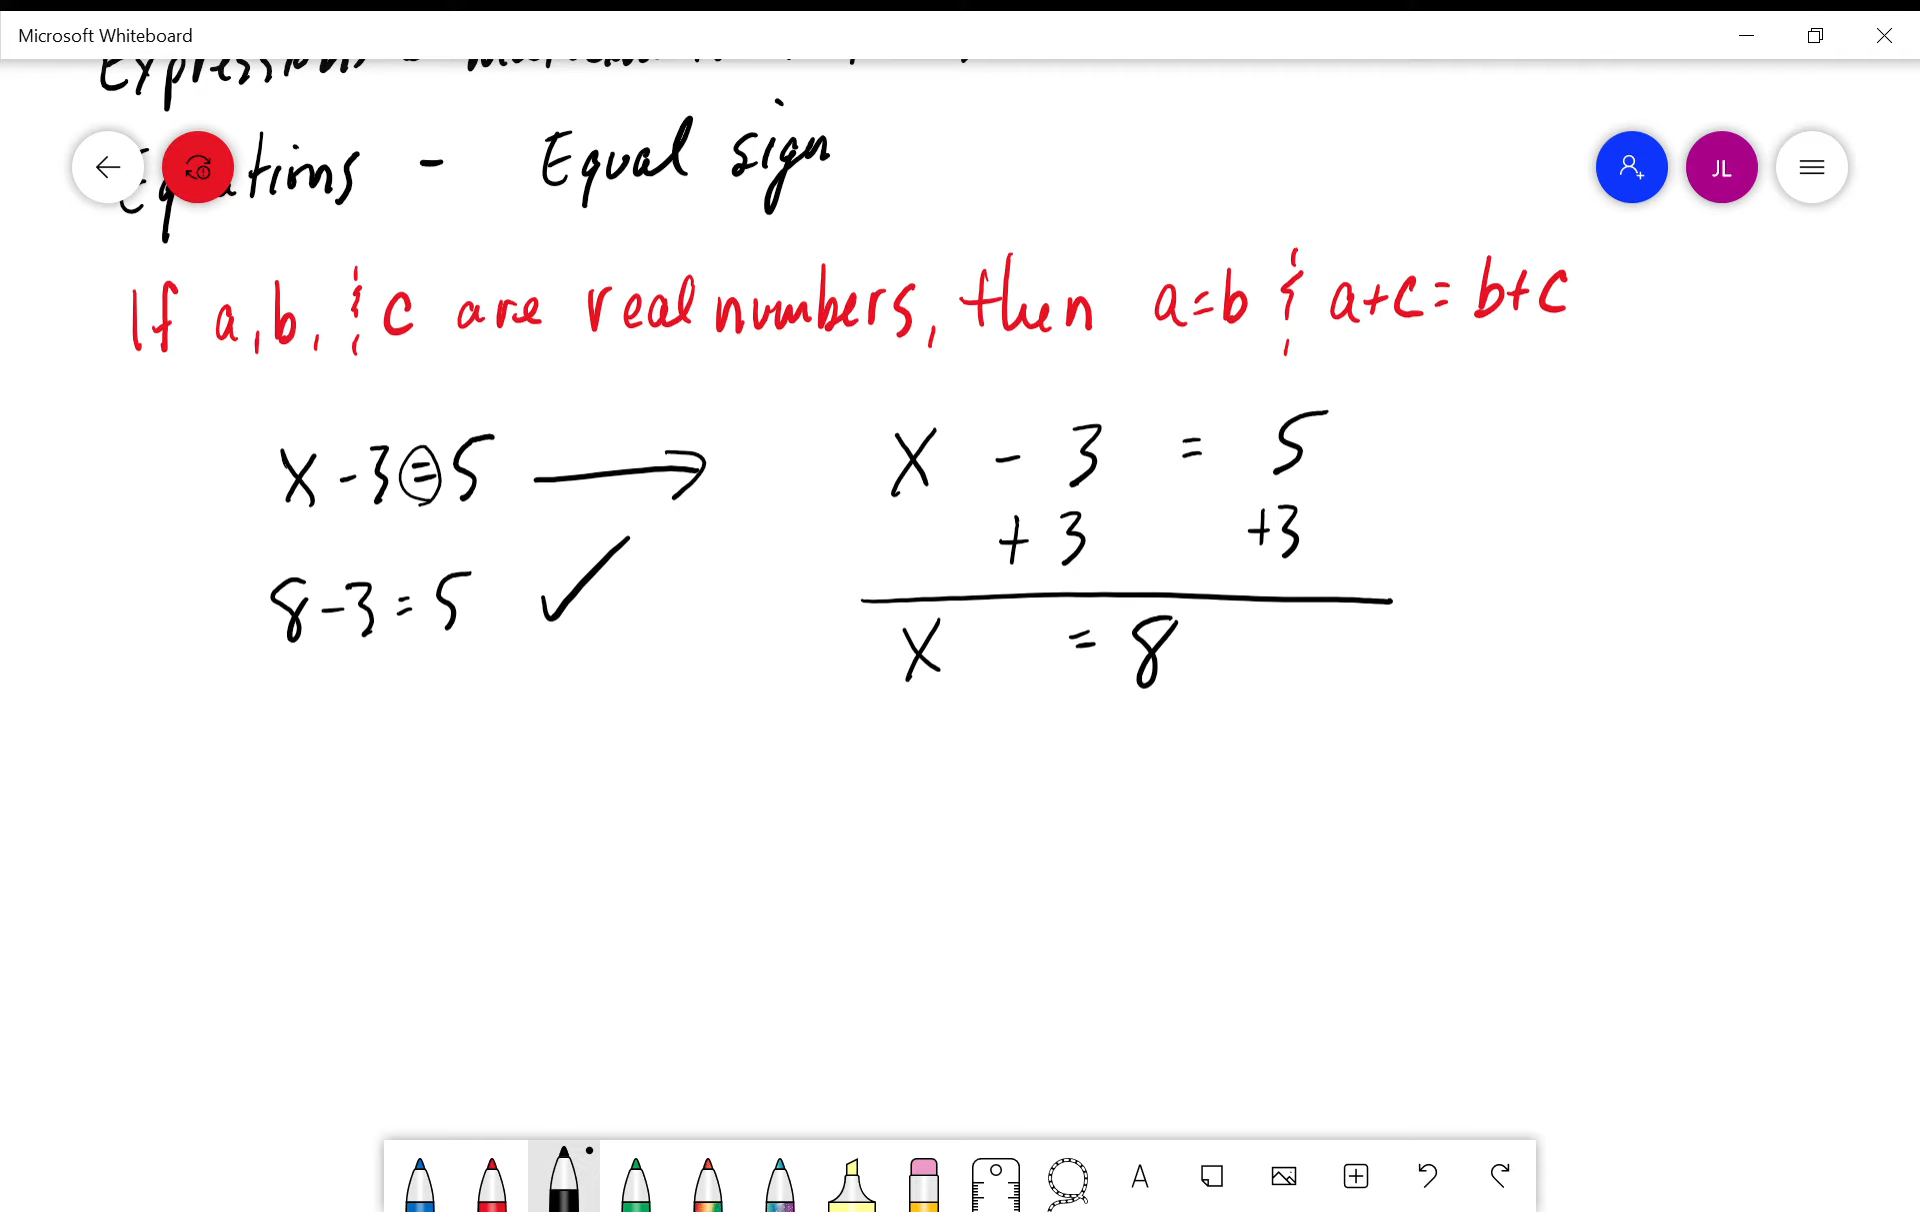 Microsoft Whiteboard
Expressions -
Equations - Equal sign
JL
If a, b, & c are real numbers, then a=b & a+c=b+c
x - 3 = 5
8 - 3 = 5 ✓
x - 3 = 5
+ 3 +3
x = 8
A